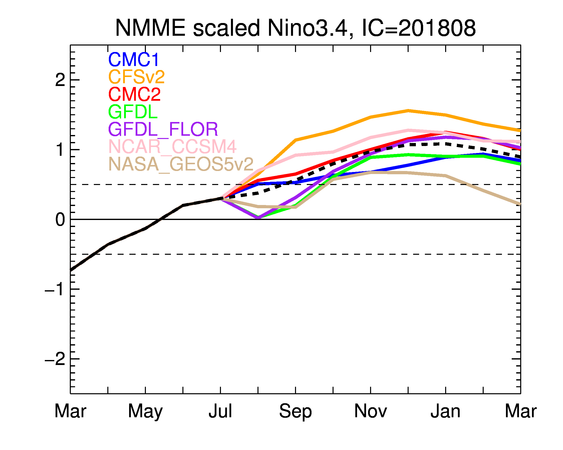 NMME scaled Nino3.4, IC=201808
CMC1
CFSv2
CMC2
GFDL
GFDL_FLOR
NCAR_CCSM4
NASA_GEOS5v2
2
1
0
−1
−2
Mar May Jul Sep Nov Jan Mar